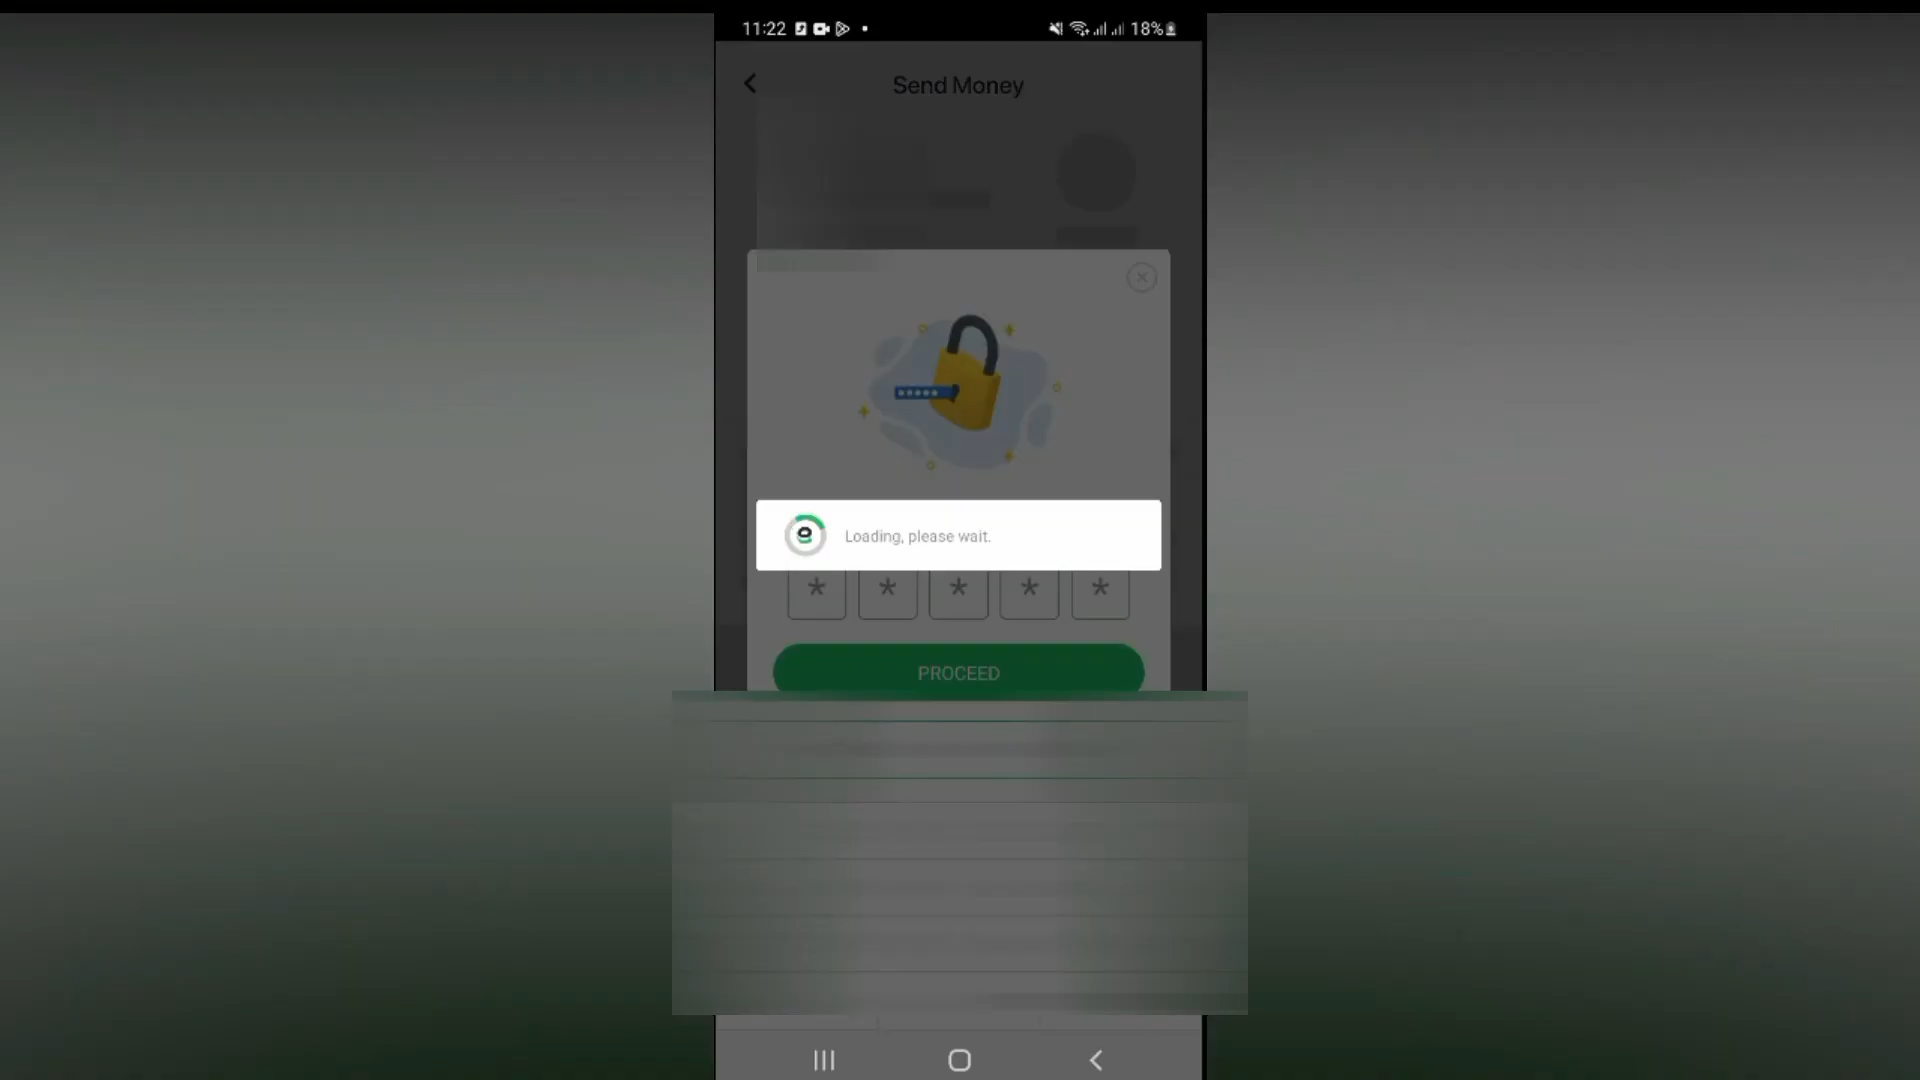 11:22 18%
Send Money
Loading, please wait.
* * * * *
PROCEED